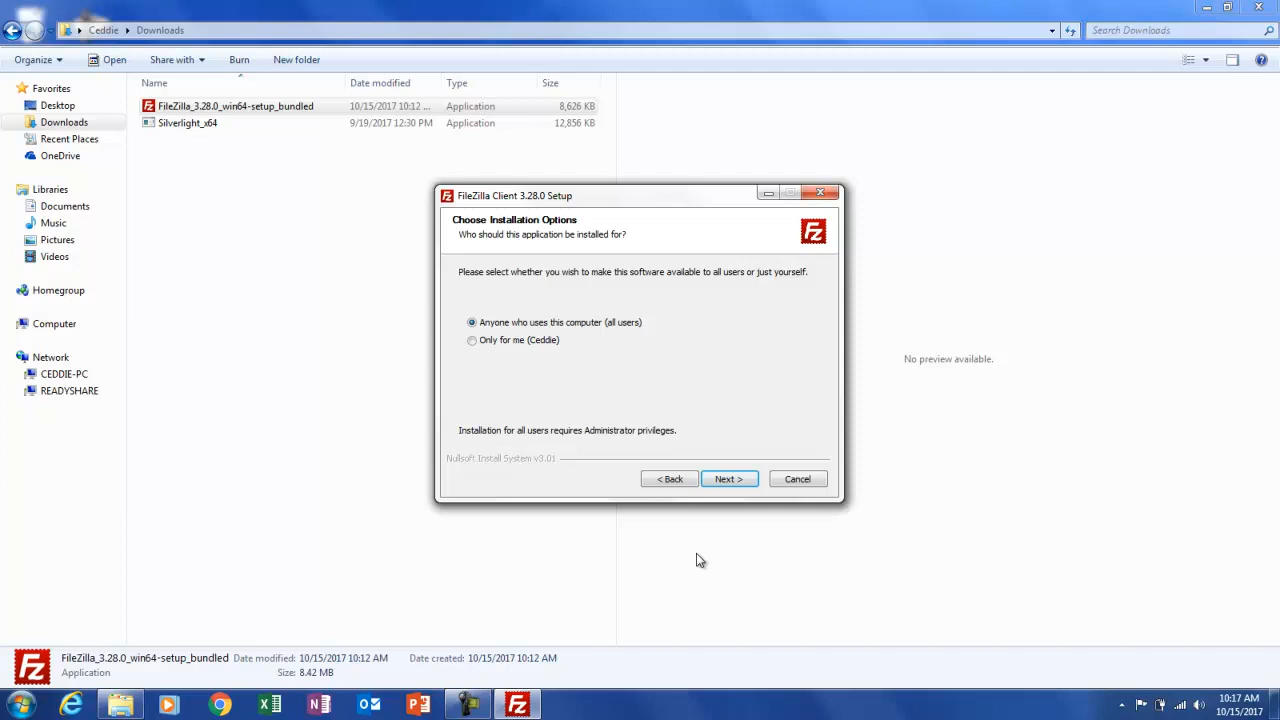 Ceddie Downloads
Search Downloads
Organize Open Share with Burn New folder
Name Date modified Type Size
Favorites
Desktop
Downloads
Recent Places
OneDrive
Libraries
Documents
Music
Pictures
Videos
Homegroup
Computer
Network
CEDDIE-PC
READYSHARE
FileZilla_3.28.0_win64-setup_bundled 10/15/2017 10:12 ... Application 8,626 KB
Silverlight_x64 9/19/2017 12:30 PM Application 12,856 KB
FileZilla Client 3.28.0 Setup
Choose Installation Options
Who should this application be installed for?
Fz
Please select whether you wish to make this software available to all users or just yourself.
Anyone who uses this computer (all users)
Only for me (Ceddie)
Installation for all users requires Administrator privileges.
Nullsoft Install System v3.01
< Back Next > Cancel
No preview available.
Fz
FileZilla_3.28.0_win64-setup_bundled Date modified: 10/15/2017 10:12 AM Date created: 10/15/2017 10:12 AM
Application Size: 8.42 MB
10:17 AM
10/15/2017